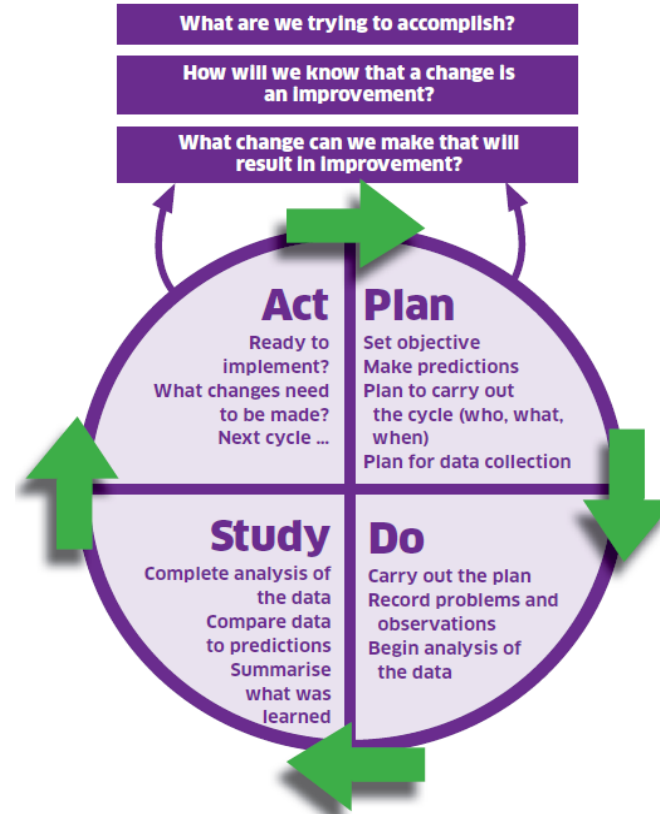 What are we trying to accomplish?
How will we know that a change is
an improvement?
What change can we make that will
result in improvement?
Act
Ready to
implement?
What changes need
to be made?
Next cycle ...
Plan
Set objective
Make predictions
Plan to carry out
the cycle (who, what,
when)
Plan for data collection
Study
Complete analysis of
the data
Compare data
to predictions
Summarise
what was
learned
Do
Carry out the plan
Record problems and
observations
Begin analysis of
the data